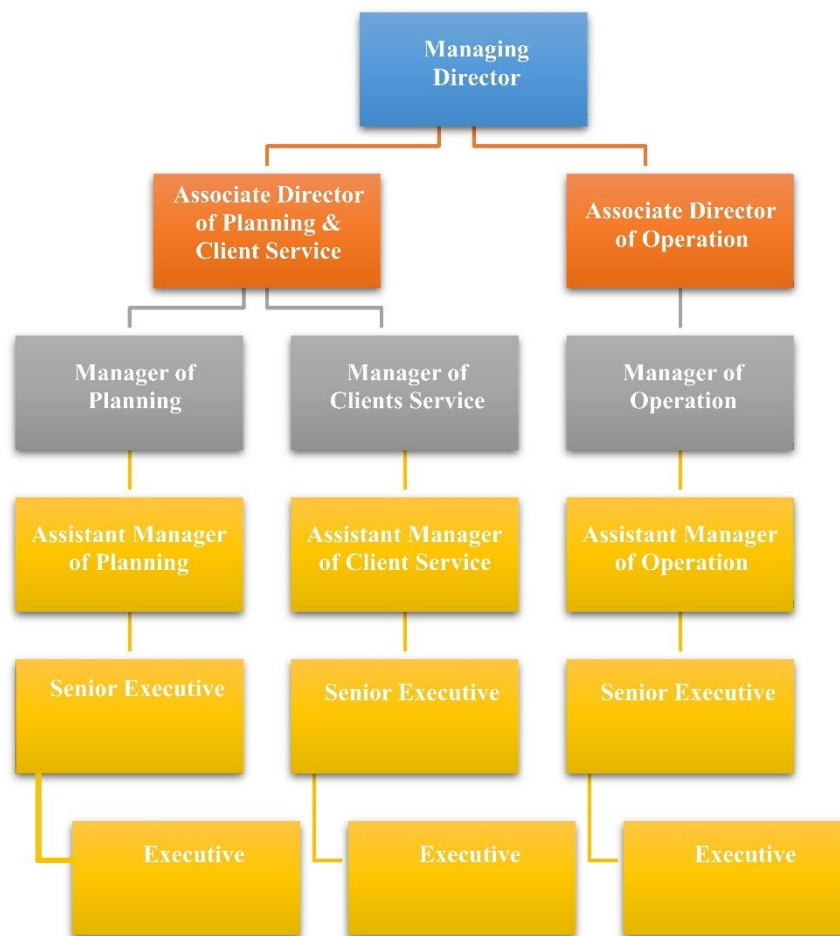 Managing
Director
Associate Director
of Planning &
Client Service
Associate Director
of Operation
Manager of
Planning
Manager of
Clients Service
Manager of
Operation
Assistant Manager
of Planning
Assistant Manager
of Client Service
Assistant Manager
of Operation
Senior Executive
Senior Executive
Senior Executive
Executive
Executive
Executive